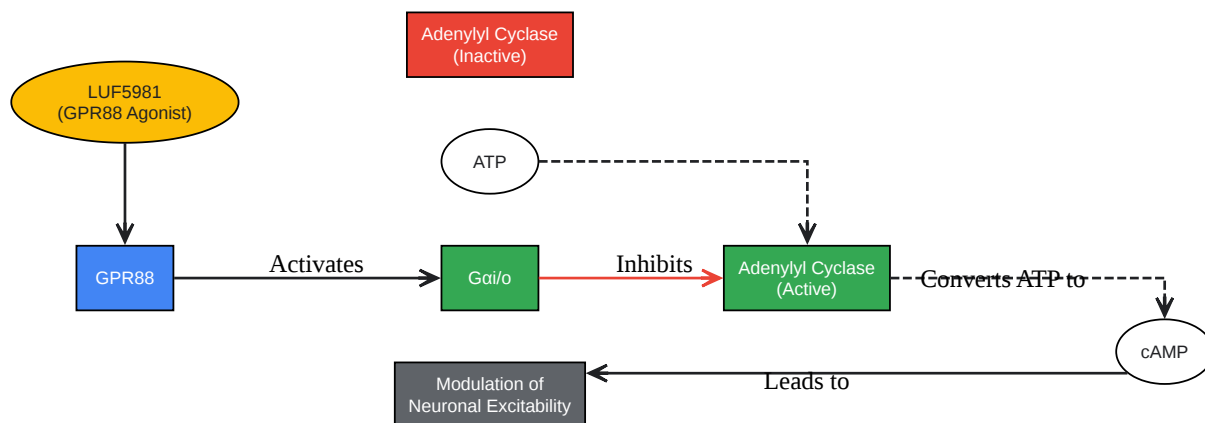 Adenylyl Cyclase
(Inactive)
LUF5981
(GPR88 Agonist)
ATP
GPR88
Activates
Gαi/o
Inhibits
Adenylyl Cyclase
(Active)
Converts ATP to
cAMP
Leads to
Modulation of
Neuronal Excitability